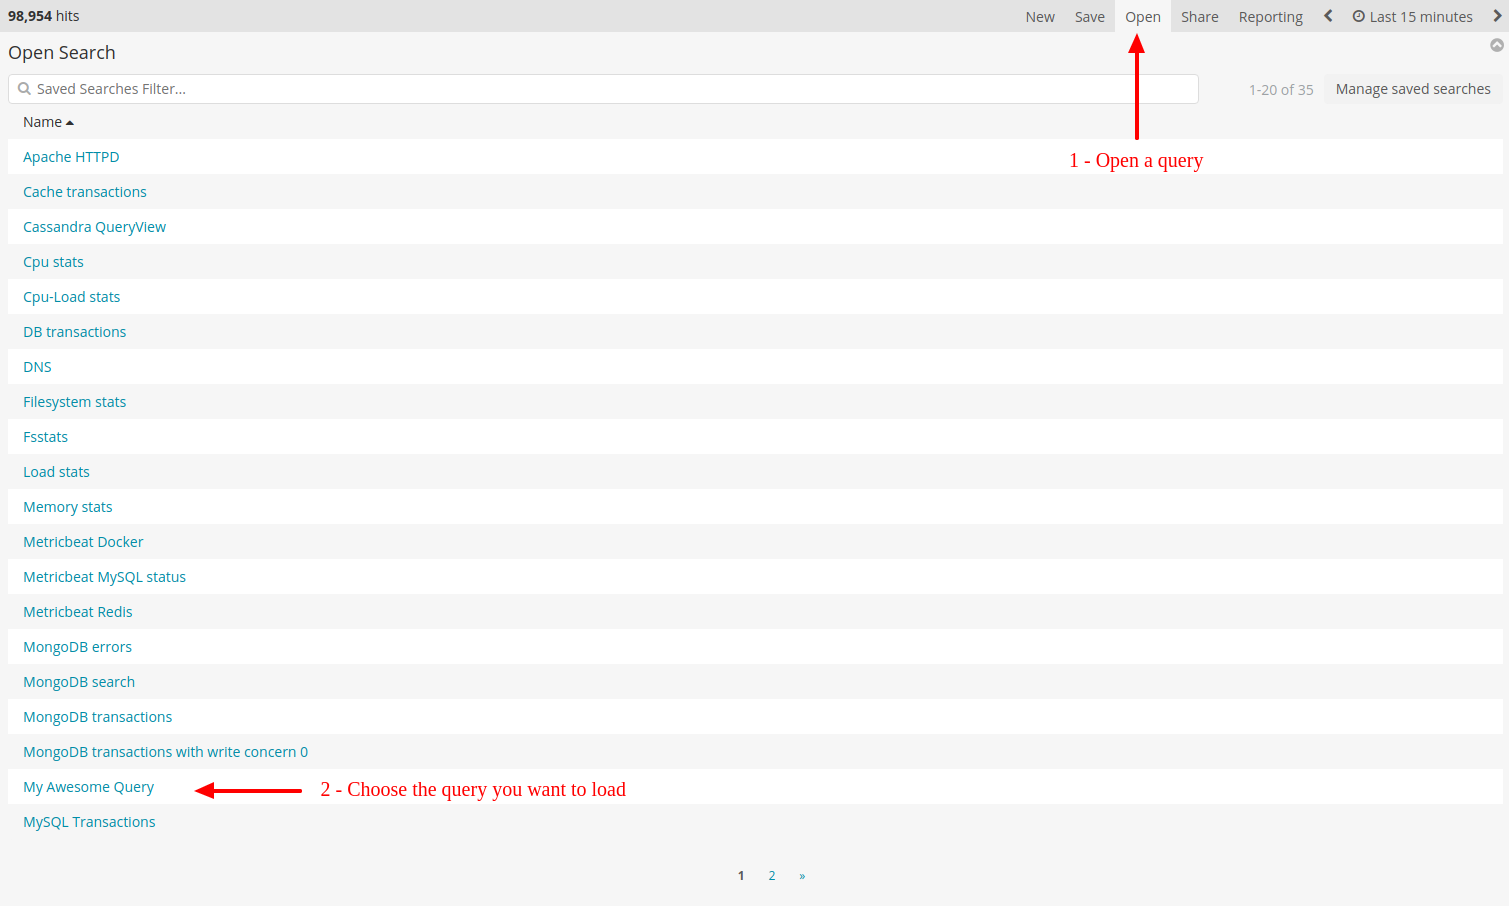 98,954 hits New Save Open Share Reporting Last 15 minutes
Open Search
Saved Searches Filter... 1-20 of 35 Manage saved searches
Name
Apache HTTPD
1 - Open a query
Cache transactions
Cassandra QueryView
Cpu stats
Cpu-Load stats
DB transactions
DNS
Filesystem stats
Fsstats
Load stats
Memory stats
Metricbeat Docker
Metricbeat MySQL status
Metricbeat Redis
MongoDB errors
MongoDB search
MongoDB transactions
MongoDB transactions with write concern 0
My Awesome Query 2 - Choose the query you want to load
MySQL Transactions
1 2 »